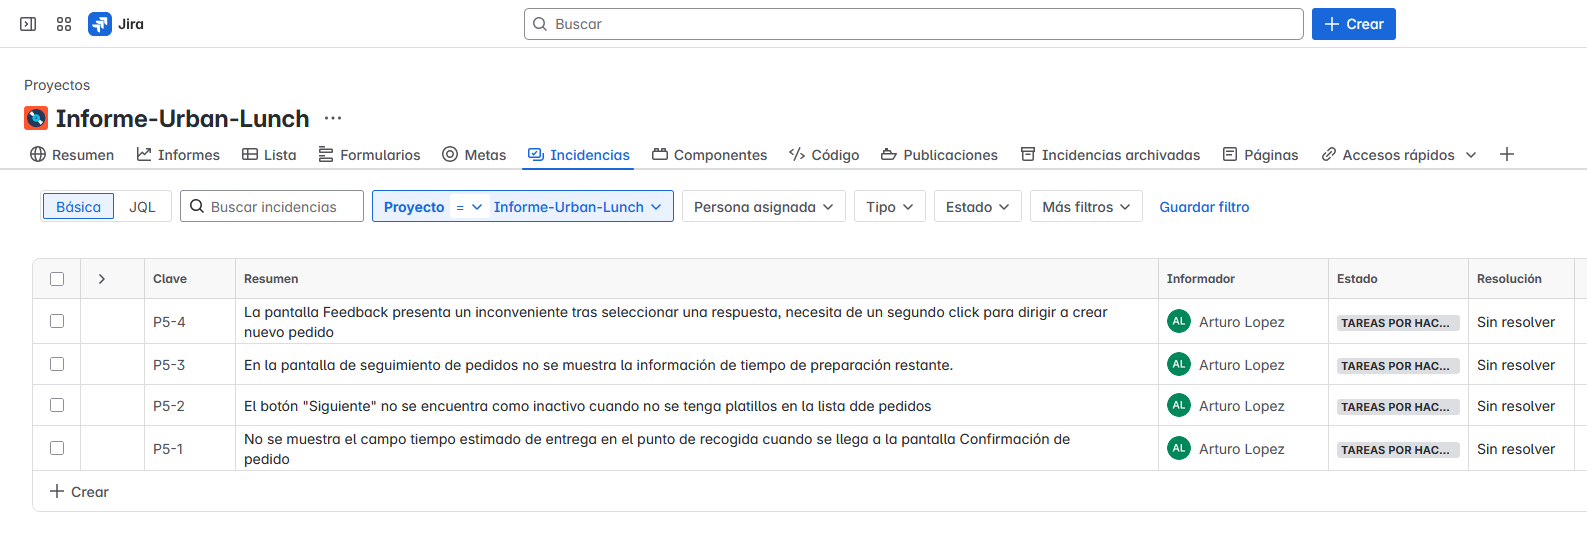 Jira
Buscar
Crear
Proyectos
Informe-Urban-Lunch
Resumen Informes Lista Formularios Metas Incidencias Componentes Código Publicaciones Incidencias archivadas Páginas Accesos rápidos
Básica JQL Buscar incidencias Proyecto = Informe-Urban-Lunch Persona asignada Tipo Estado Más filtros Guardar filtro
Clave Resumen Informador Estado Resolución
P5-4 La pantalla Feedback presenta un inconveniente tras seleccionar una respuesta, necesita de un segundo click para dirigir a crear
nuevo pedido
AL Arturo Lopez TAREAS POR HAC... Sin resolver
P5-3 En la pantalla de seguimiento de pedidos no se muestra la información de tiempo de preparación restante. AL Arturo Lopez TAREAS POR HAC... Sin resolver
P5-2 El botón "Siguiente" no se encuentra como inactivo cuando no se tenga platillos en la lista dde pedidos AL Arturo Lopez TAREAS POR HAC... Sin resolver
P5-1 No se muestra el campo tiempo estimado de entrega en el punto de recogida cuando se llega a la pantalla Confirmación de
pedido
AL Arturo Lopez TAREAS POR HAC... Sin resolver
Crear